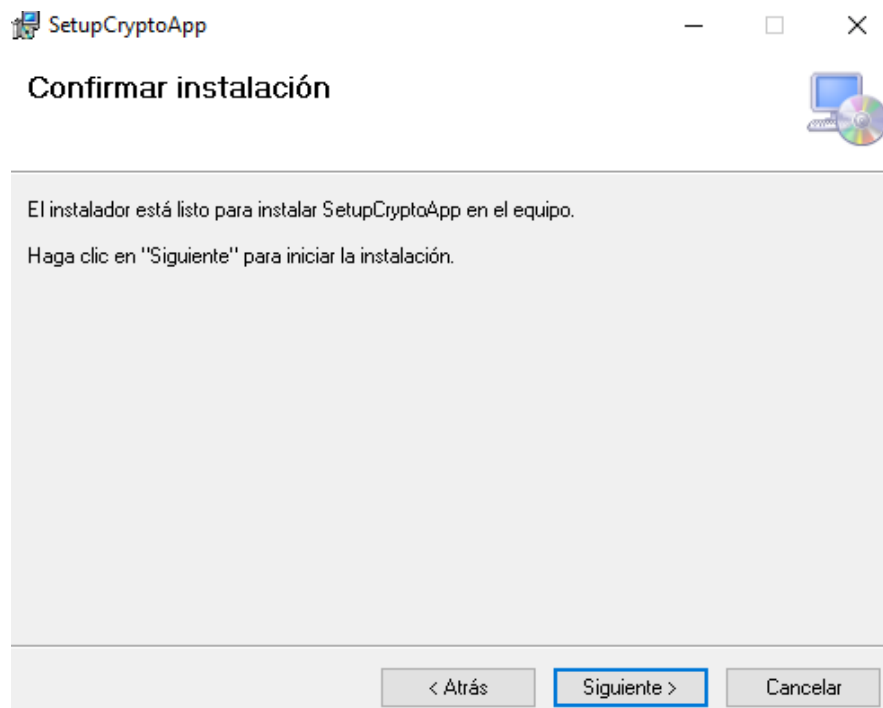 SetupCryptoApp
Confirmar instalación
El instalador está listo para instalar SetupCryptoApp en el equipo.
Haga clic en "Siguiente" para iniciar la instalación.
< Atrás
Siguiente >
Cancelar